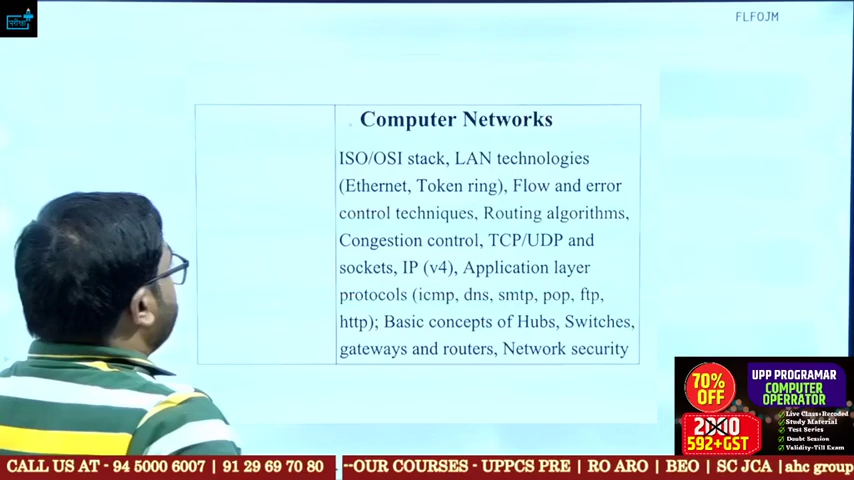 परीक्षा
FLFOJM
Computer Networks
ISO/OSI stack, LAN technologies
(Ethernet, Token ring), Flow and error
control techniques, Routing algorithms,
Congestion control, TCP/UDP and
sockets, IP (v4), Application layer
protocols (icmp, dns, smtp, pop, ftp,
http); Basic concepts of Hubs, Switches,
gateways and routers, Network security
70%
OFF
592+GST
UPP PROGRAMAR
COMPUTER
OPERRATOR
Live Class+Recoded
Study Material
Test Series
Doubt Session
Validity-Till Exam
CALL US AT - 94 5000 6007 | 91 29 69 70 80 --OUR COURSES - UPPCS PRE | RO ARO | BEO | SC JCA | ahc group